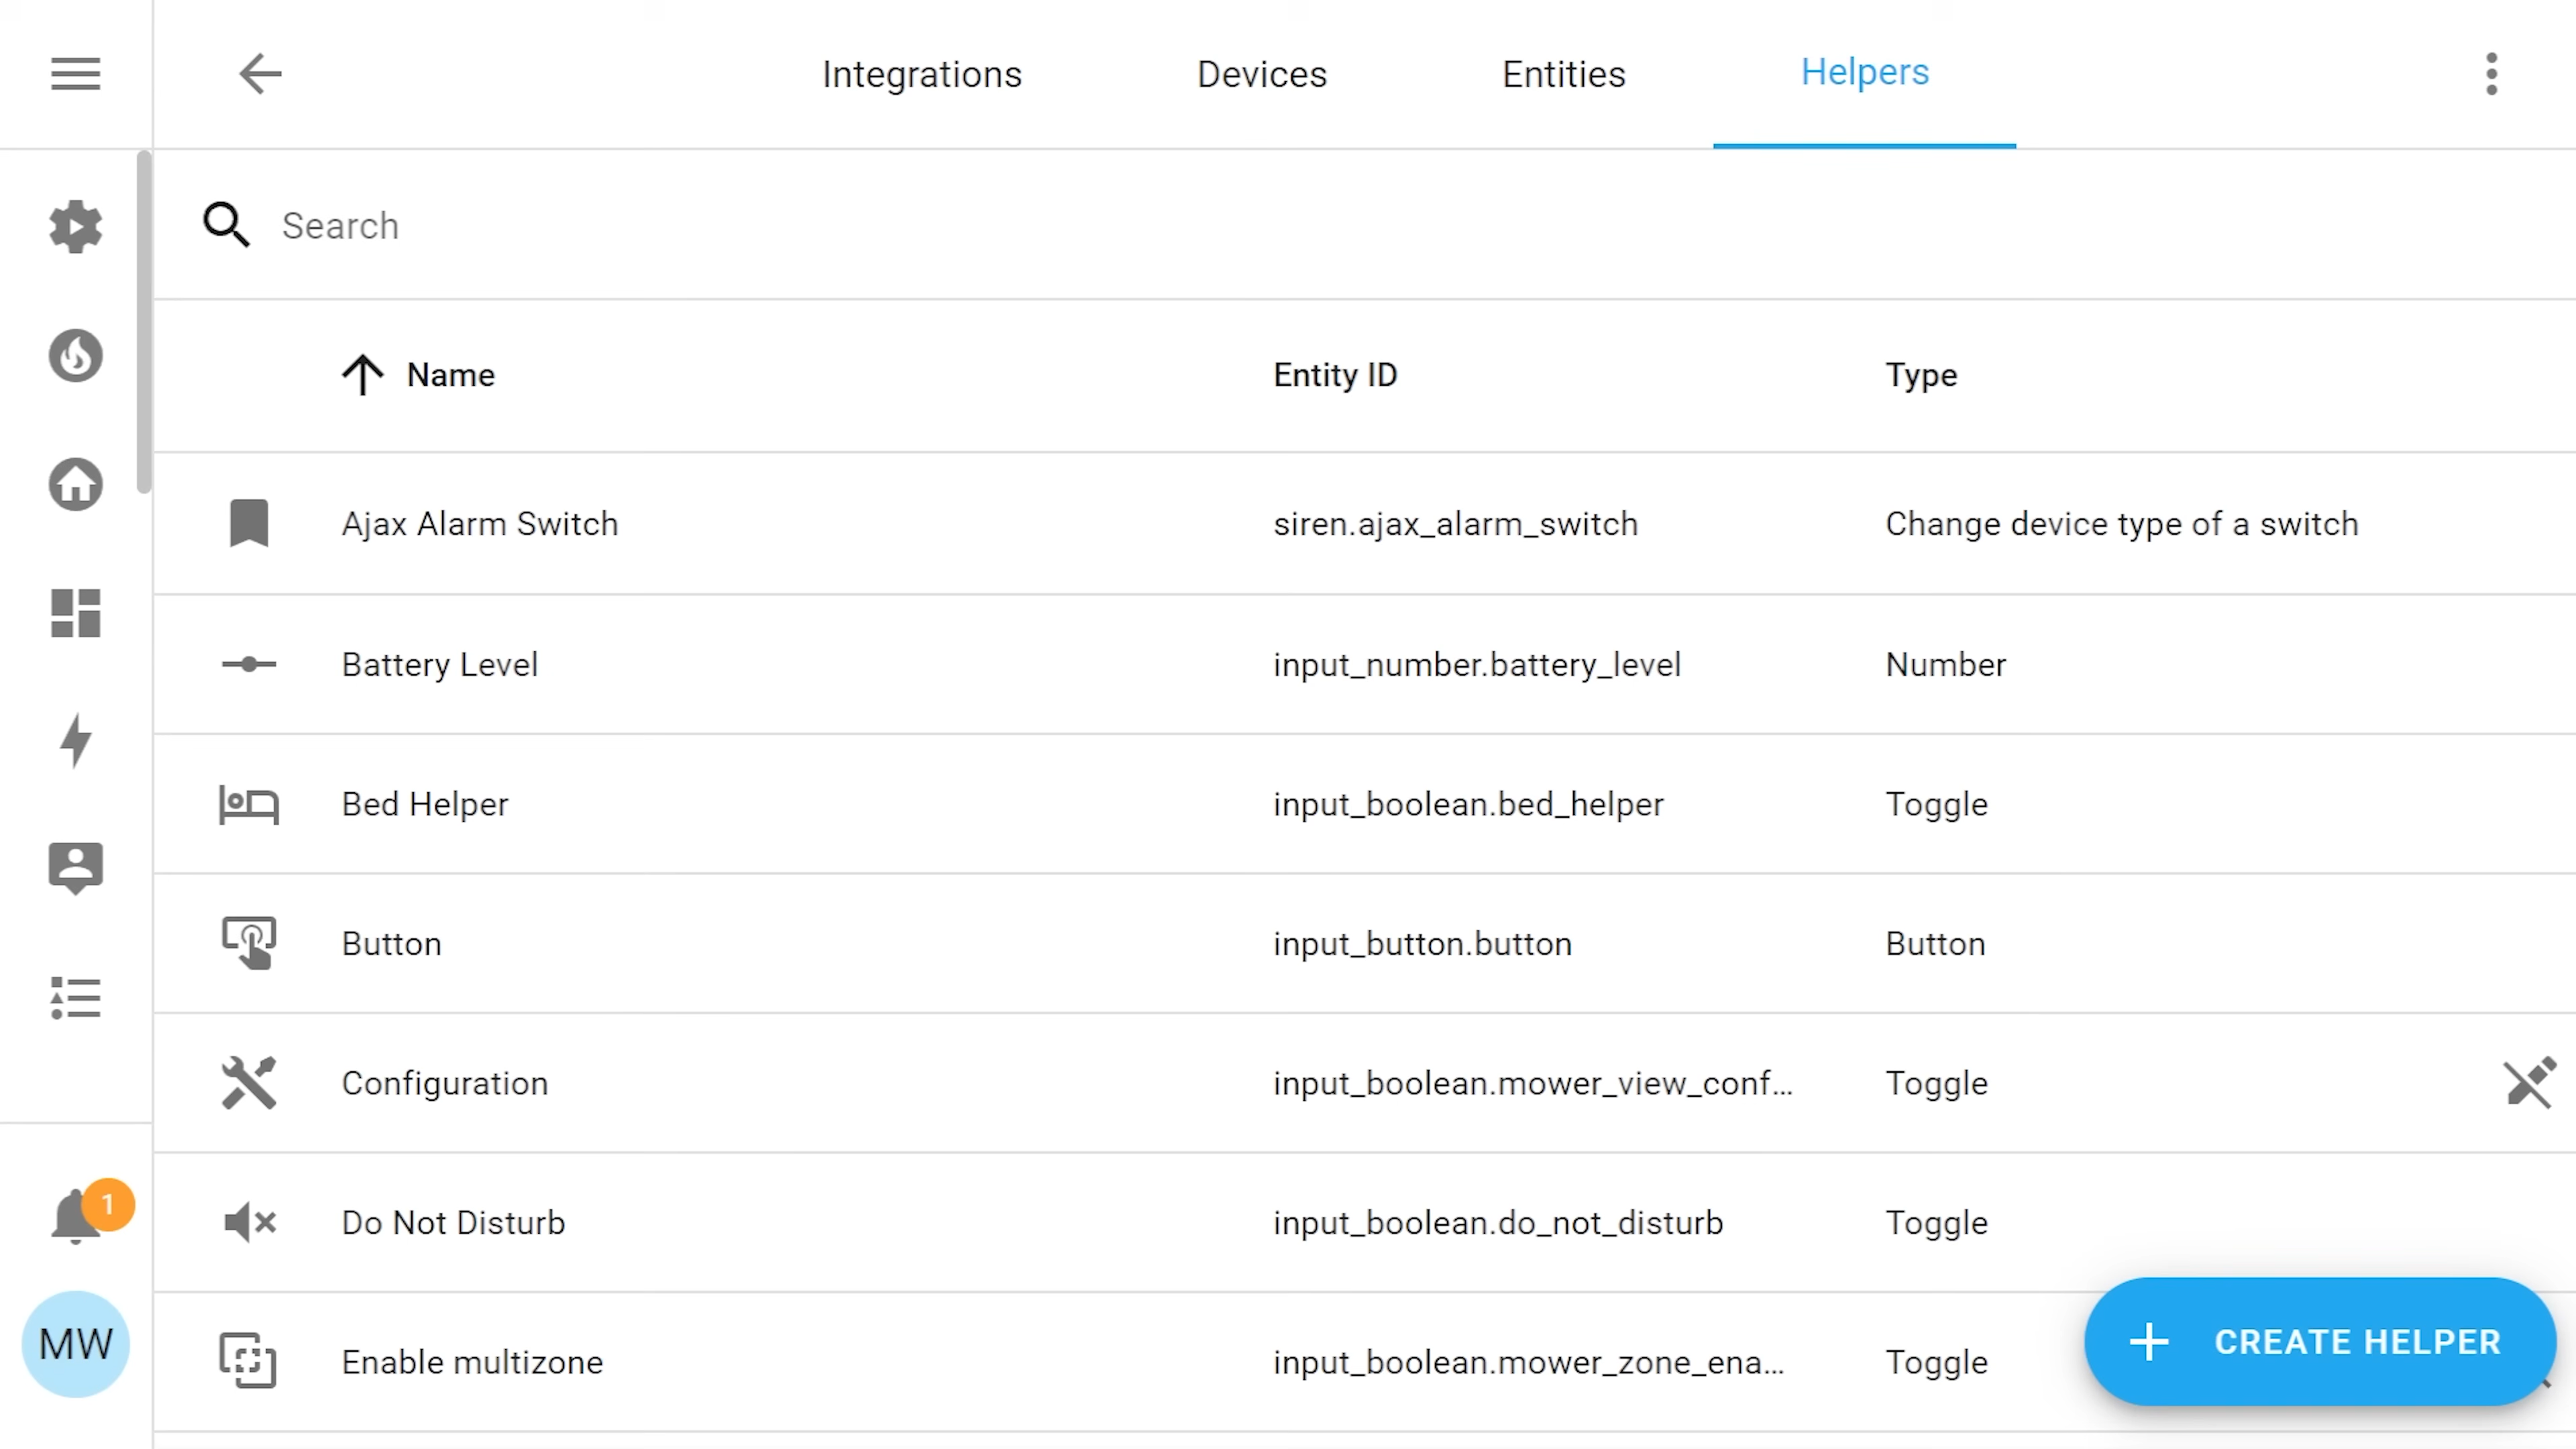 Integrations Devices Entities Helpers
Search
Name Entity ID Type
Ajax Alarm Switch siren.ajax_alarm_switch Change device type of a switch
Battery Level input_number.battery_level Number
Bed Helper input_boolean.bed_helper Toggle
Button input_button.button Button
Configuration input_boolean.mower_view_conf... Toggle
Do Not Disturb input_boolean.do_not_disturb Toggle
1
Enable multizone input_boolean.mower_zone_ena... Toggle
CREATE HELPER
MW